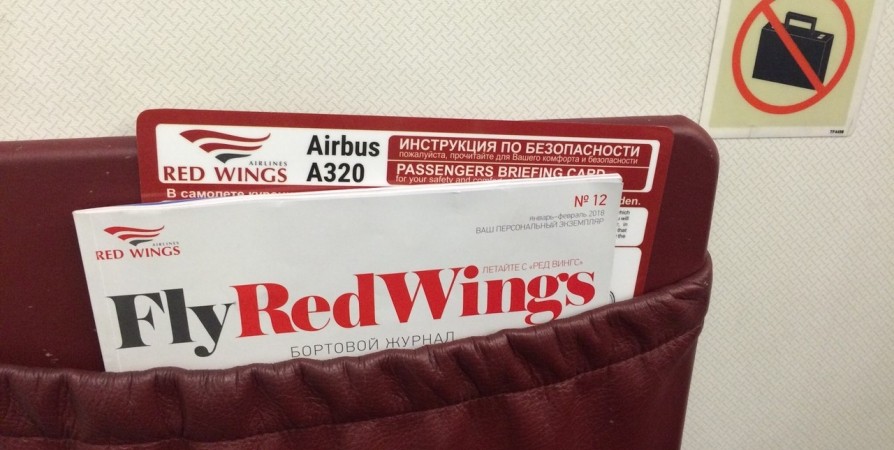 AIRLINES
RED WINGS
Airbus
A320
ИНСТРУКЦИЯ ПО БЕЗОПАСНОСТИ
пожалуйста, прочитайте для Вашего комфорта и безопасности
PASSENGERS BRIEFING CARD
for your safety and comfort
В самолете
№ 12
январь–февраль 2018
ВАШ ПЕРСОНАЛЬНЫЙ ЭКЗЕМПЛЯР
AIRLINES
RED WINGS
ЛЕТАЙТЕ С «РЕД ВИНГС»
FlyRedWings
БОРТОВОЙ ЖУРНАЛ